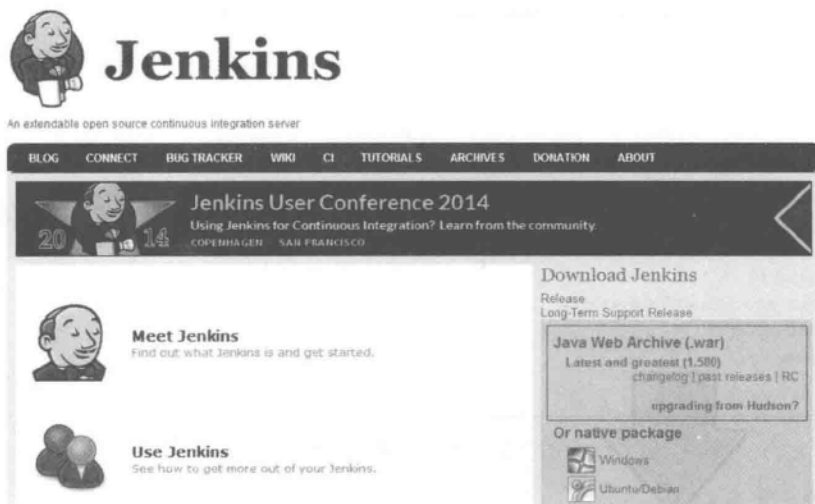 Jenkins
An extendable open source continuous integration server
BLOG CONNECT BUG TRACKER WIKI CI TUTORIALS ARCHIVES DONATION ABOUT
20 14
Jenkins User Conference 2014
Using Jenkins for Continuous Integration? Learn from the community.
COPENHAGEN SAN FRANCISCO
Meet Jenkins
Find out what Jenkins is and get started.
Use Jenkins
See how to get more out of your Jenkins.
Download Jenkins
Release
Long-Term Support Release
Java Web Archive (.war)
Latest and greatest (1.580)
changelog | past releases | RC
upgrading from Hudson?
Or native package
Windows
Ubuntu/Debian